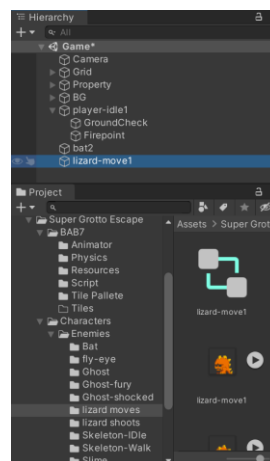 Hierarchy
All
Game*
Camera
Grid
Property
BG
player-idle1
GroundCheck
Firepoint
bat2
lizard-move1
Project
Super Grotto Escape
Assets > Super Grot
BAB7
Animator
Physics
Resources
Script
Tile Pallete
Tiles
Characters
Enemies
Bat
fly-eye
Ghost
Ghost-fury
Ghost-shocked
lizard moves
lizard shoots
Skeleton-IDle
Skeleton-Walk
Slime
lizard-move1
lizard-move1